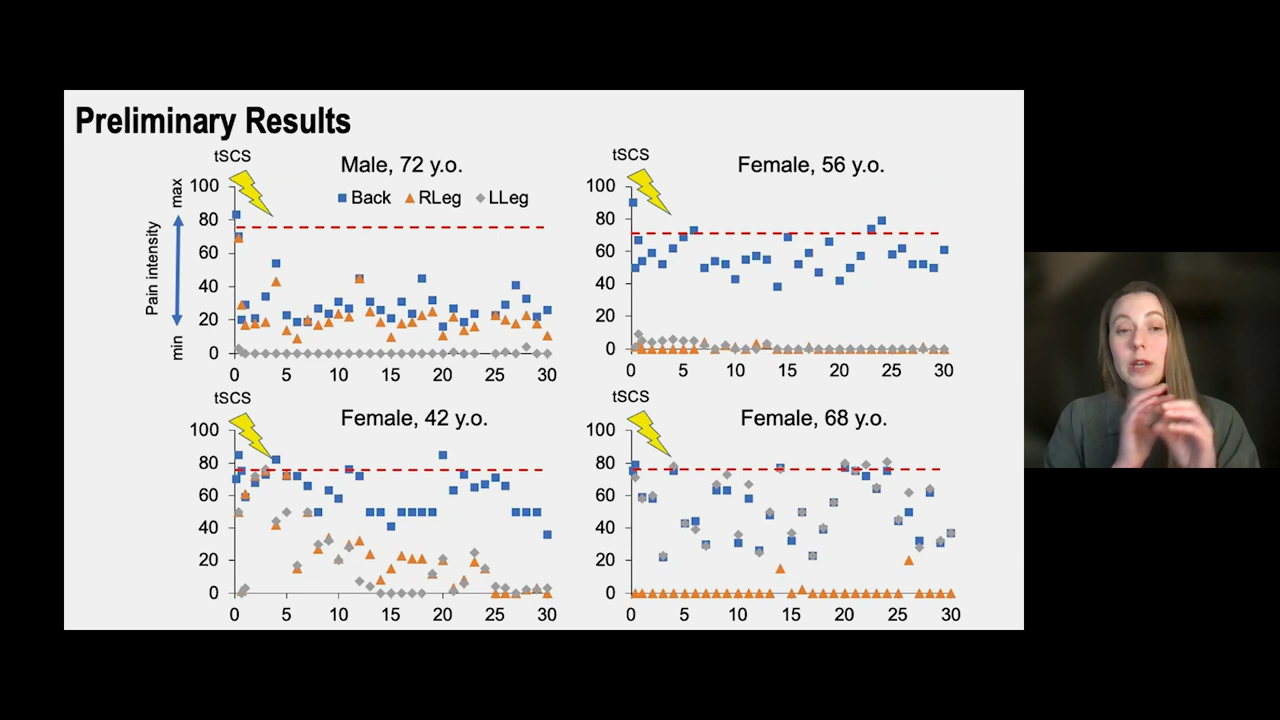 Preliminary Results
tSCS
Male, 72 y.o.
Back RLeg LLeg
Pain intensity
max
min
100
80
60
40
20
0
0 5 10 15 20 25 30
tSCS
Female, 56 y.o.
100
80
60
40
20
0
0 5 10 15 20 25 30
tSCS
Female, 42 y.o.
100
80
60
40
20
0
0 5 10 15 20 25 30
tSCS
Female, 68 y.o.
100
80
60
40
20
0
0 5 10 15 20 25 30